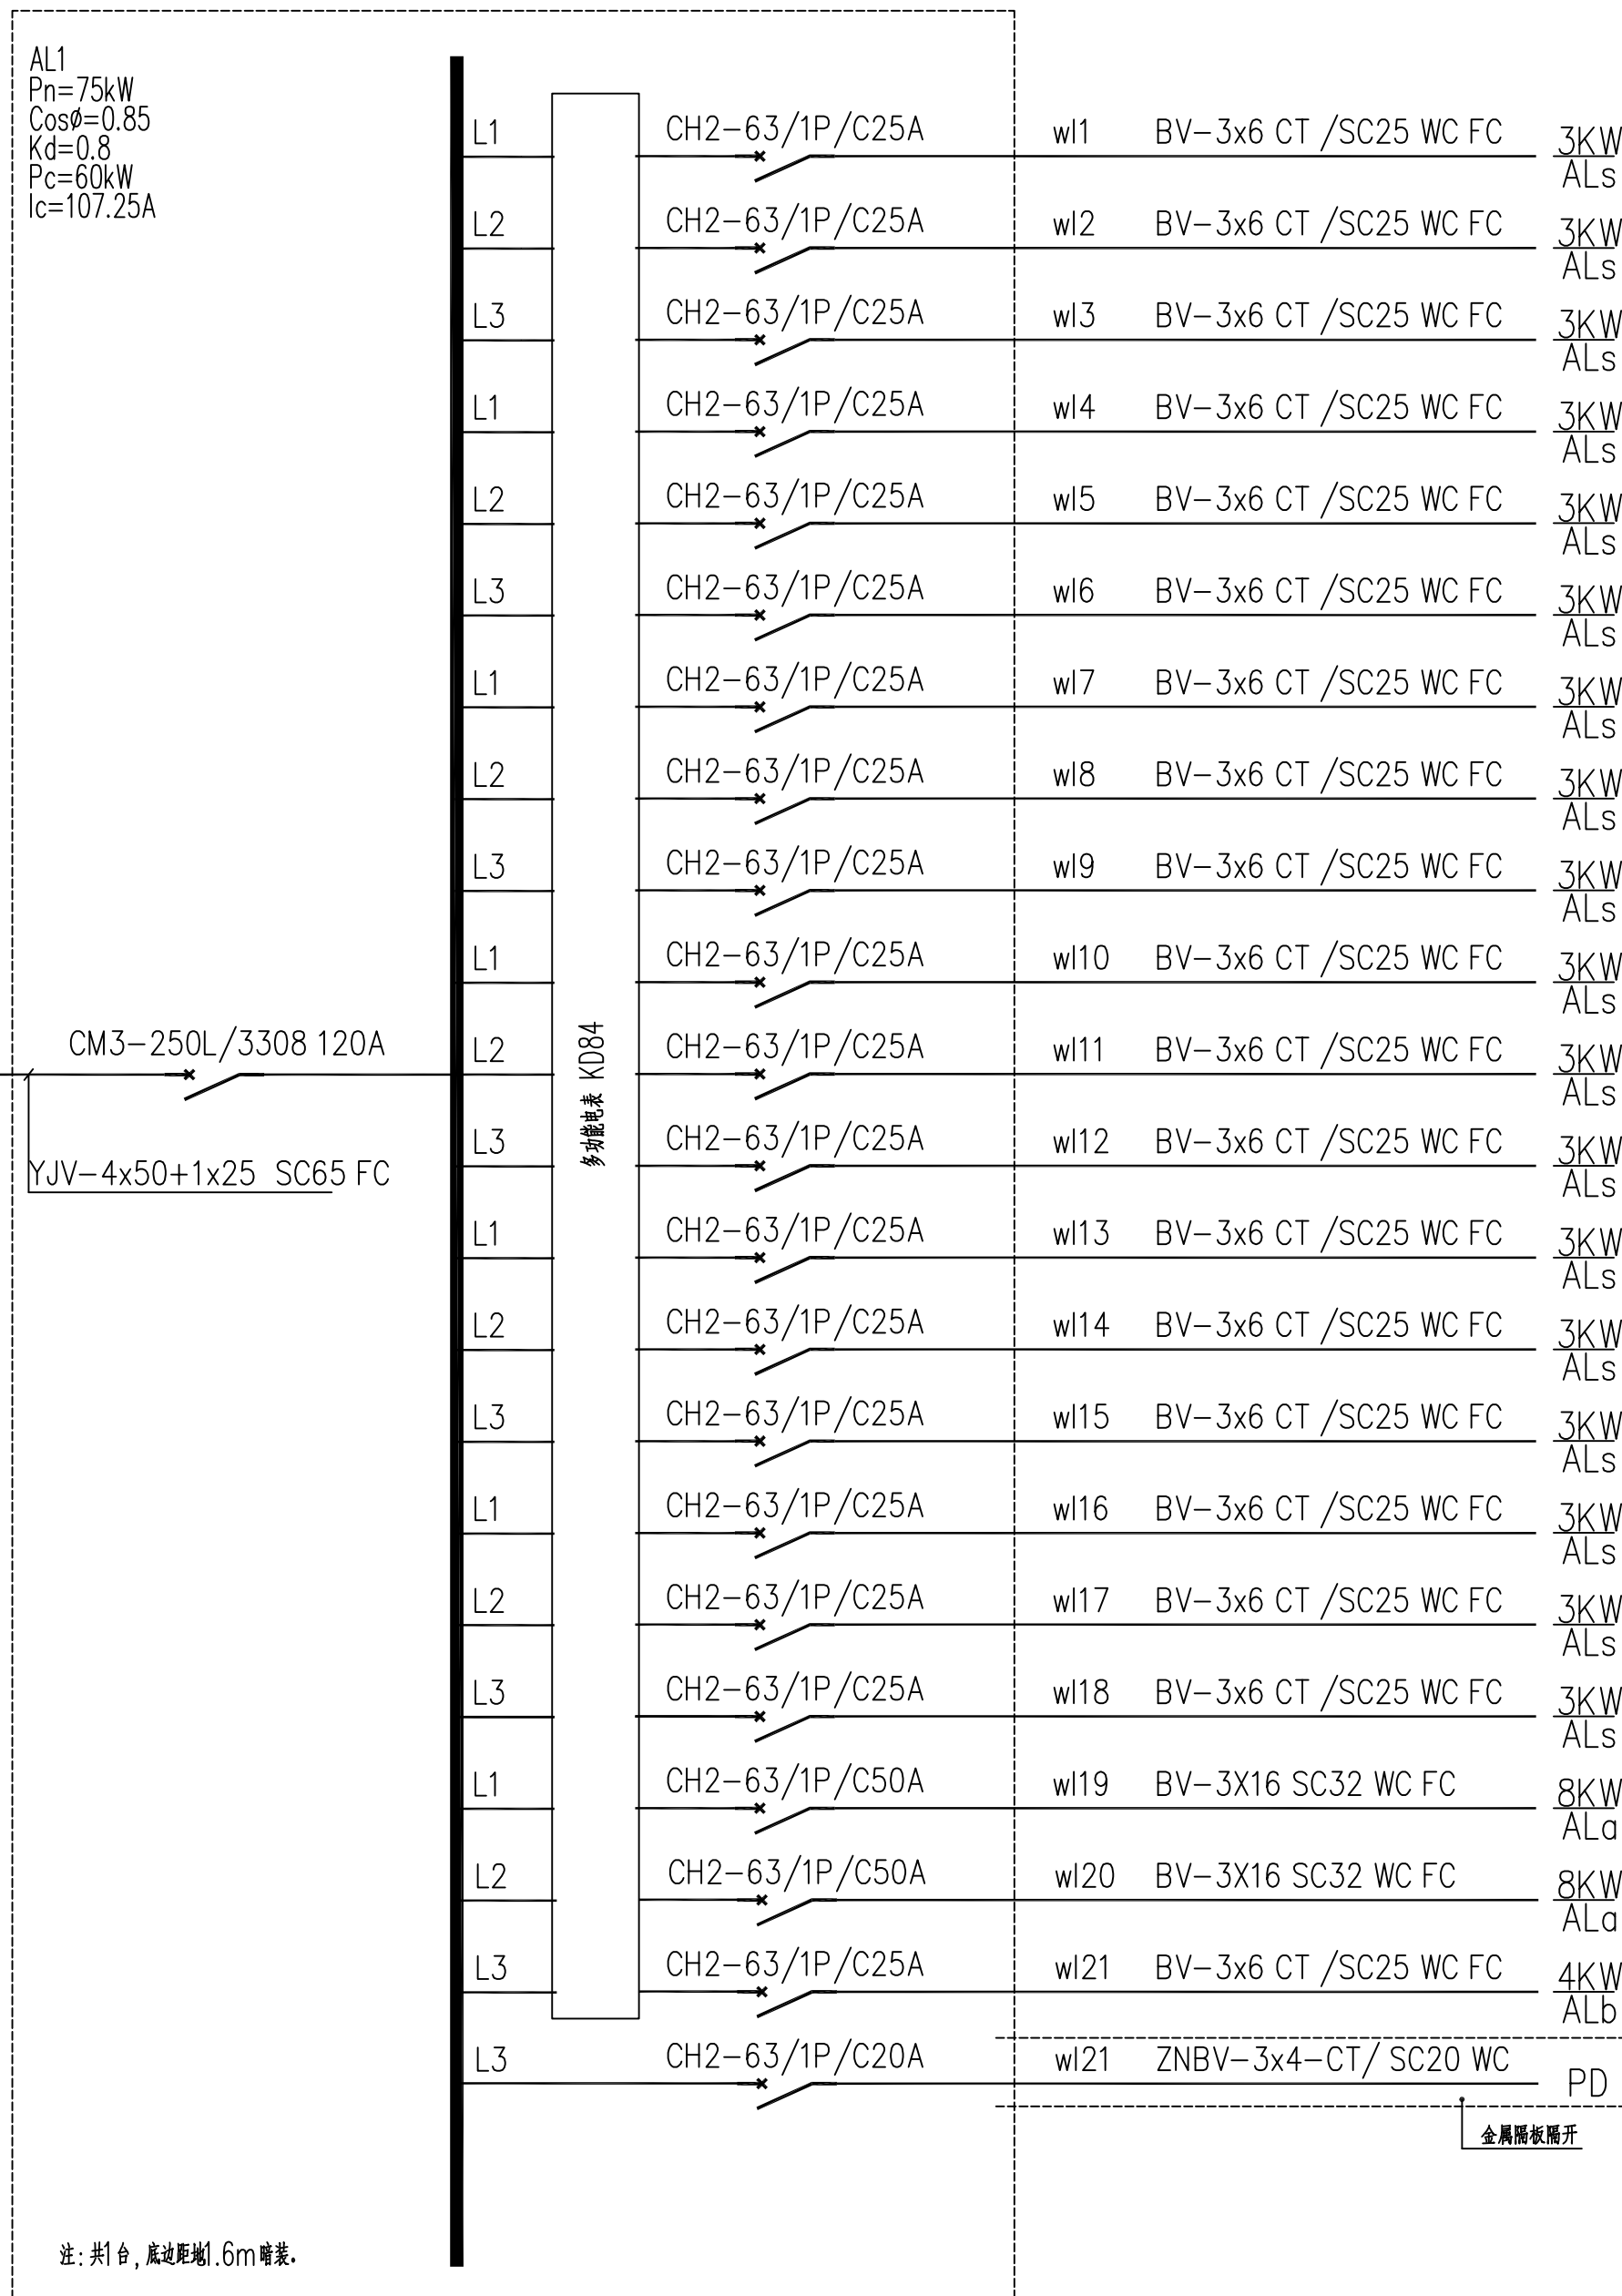 AL1
Pn=75kW
Cosø=0.85
Kd=0.8
Pc=60kW
Ic=107.25A
L1 CH2-63/1P/C25A wl1 BV-3x6 CT /SC25 WC FC 3KW
ALs
L2 CH2-63/1P/C25A wl2 BV-3x6 CT /SC25 WC FC 3KW
ALs
L3 CH2-63/1P/C25A wl3 BV-3x6 CT /SC25 WC FC 3KW
ALs
L1 CH2-63/1P/C25A wl4 BV-3x6 CT /SC25 WC FC 3KW
ALs
L2 CH2-63/1P/C25A wl5 BV-3x6 CT /SC25 WC FC 3KW
ALs
L3 CH2-63/1P/C25A wl6 BV-3x6 CT /SC25 WC FC 3KW
ALs
L1 CH2-63/1P/C25A wl7 BV-3x6 CT /SC25 WC FC 3KW
ALs
L2 CH2-63/1P/C25A wl8 BV-3x6 CT /SC25 WC FC 3KW
ALs
L3 CH2-63/1P/C25A wl9 BV-3x6 CT /SC25 WC FC 3KW
ALs
L1 CH2-63/1P/C25A wl10 BV-3x6 CT /SC25 WC FC 3KW
ALs
CM3-250L/3308 120A
L2 CH2-63/1P/C25A wl11 BV-3x6 CT /SC25 WC FC 3KW
ALs
多功能电表 KD84
L3 CH2-63/1P/C25A wl12 BV-3x6 CT /SC25 WC FC 3KW
ALs
YJV-4x50+1x25 SC65 FC
L1 CH2-63/1P/C25A wl13 BV-3x6 CT /SC25 WC FC 3KW
ALs
L2 CH2-63/1P/C25A wl14 BV-3x6 CT /SC25 WC FC 3KW
ALs
L3 CH2-63/1P/C25A wl15 BV-3x6 CT /SC25 WC FC 3KW
ALs
L1 CH2-63/1P/C25A wl16 BV-3x6 CT /SC25 WC FC 3KW
ALs
L2 CH2-63/1P/C25A wl17 BV-3x6 CT /SC25 WC FC 3KW
ALs
L3 CH2-63/1P/C25A wl18 BV-3x6 CT /SC25 WC FC 3KW
ALs
L1 CH2-63/1P/C50A wl19 BV-3X16 SC32 WC FC 8KW
ALa
L2 CH2-63/1P/C50A wl20 BV-3X16 SC32 WC FC 8KW
ALa
L3 CH2-63/1P/C25A wl21 BV-3x6 CT /SC25 WC FC 4KW
ALb
L3 CH2-63/1P/C20A wl21 ZNBV-3x4-CT/ SC20 WC PD
金属隔板隔开
注:共1台,底边距地1.6m暗装.